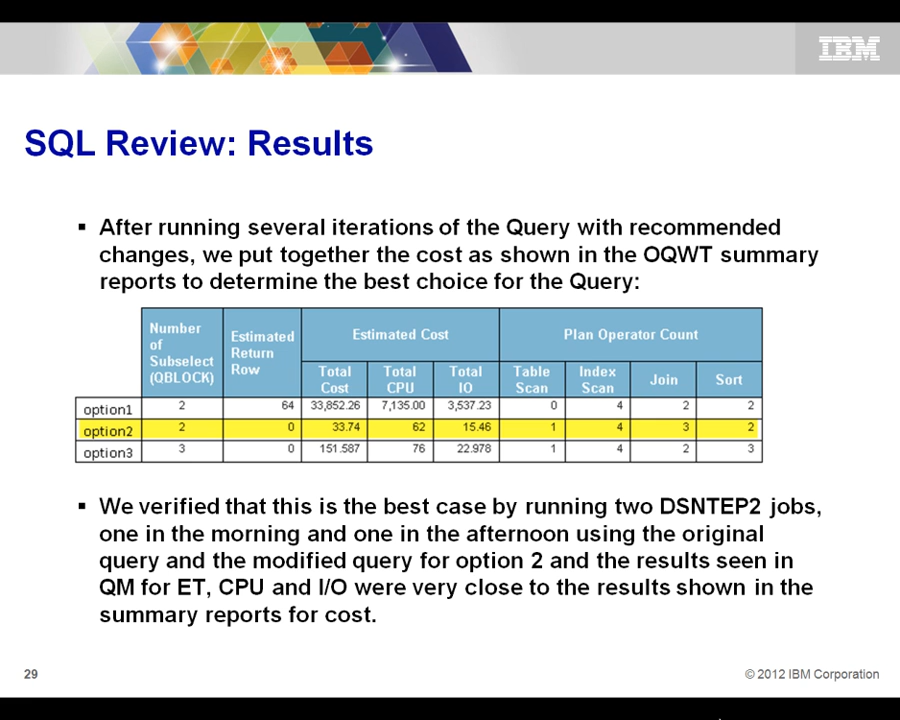 IBM
SQL Review: Results
▪ After running several iterations of the Query with recommended
changes, we put together the cost as shown in the OQWT summary
reports to determine the best choice for the Query:
Number of Subselect (QBLOCK) Estimated Return Row Estimated Cost Plan Operator Count
Total Cost Total CPU Total IO Table Scan Index Scan Join Sort
option1 2 64 33,852.26 7,135.00 3,537.23 0 4 2 2
option2 2 0 33.74 62 15.46 1 4 3 2
option3 3 0 151.587 76 22.978 1 4 2 3
▪ We verified that this is the best case by running two DSNTEP2 jobs,
one in the morning and one in the afternoon using the original
query and the modified query for option 2 and the results seen in
QM for ET, CPU and I/O were very close to the results shown in the
summary reports for cost.
29
© 2012 IBM Corporation